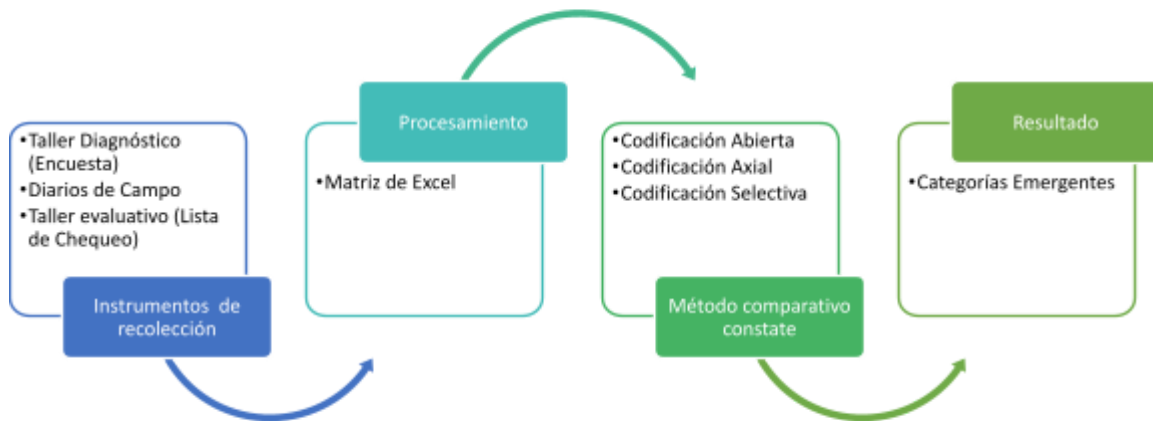 •Taller Diagnóstico
(Encuesta)
•Diarios de Campo
•Taller evaluativo (Lista
de Chequeo)
Instrumentos de
recolección
Procesamiento
•Matriz de Excel
•Codificación Abierta
•Codificación Axial
•Codificación Selectiva
Método comparativo
constate
Resultado
•Categorías Emergentes